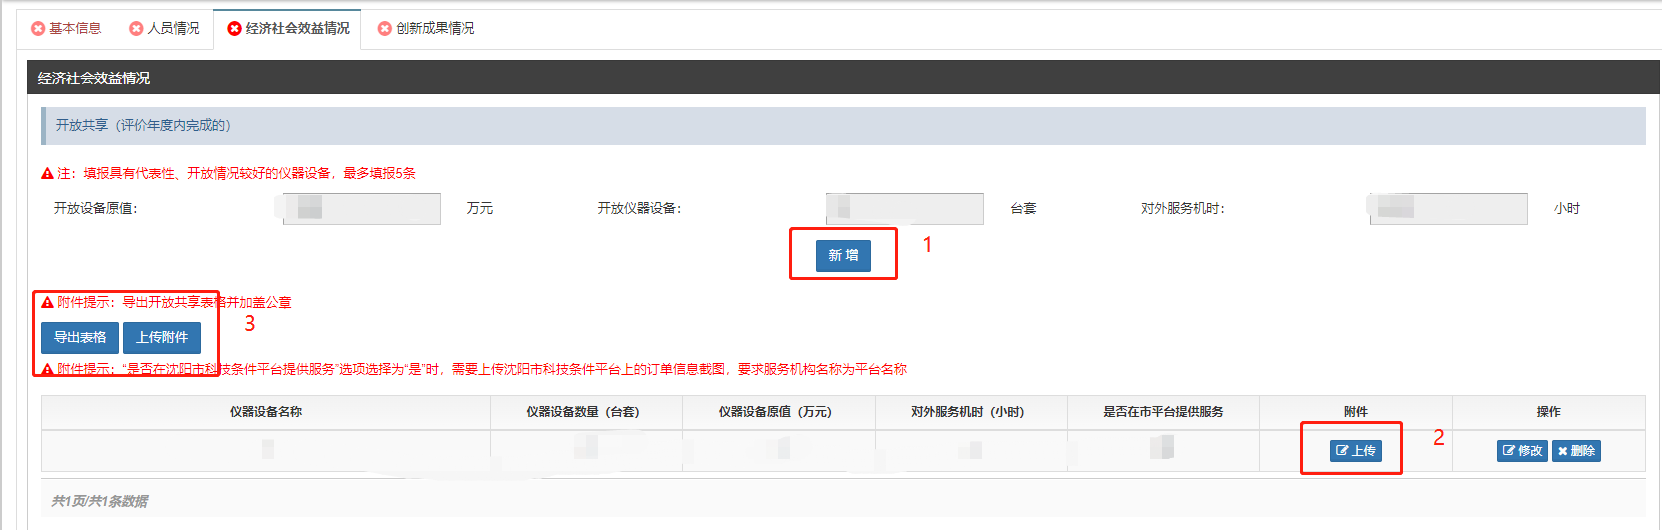 基本信息 人员情况 经济社会效益情况 创新成果情况
经济社会效益情况
开放共享（评价年度内完成的）
注：填报具有代表性、开放情况较好的仪器设备，最多填报5条
开放设备原值： 万元 开放仪器设备： 台套 对外服务机时： 小时
新 增 1
附件提示：导出开放共享表格并加盖公章
导出表格 上传附件 3
附件提示：“是否在沈阳市科技条件平台提供服务”选项选择为“是”时，需要上传沈阳市科技条件平台上的订单信息截图，要求服务机构名称为平台名称
仪器设备名称 仪器设备数量（台套） 仪器设备原值（万元） 对外服务机时（小时） 是否在市平台提供服务 附件 操作
上传 2 修改 删除
共1页/共1条数据